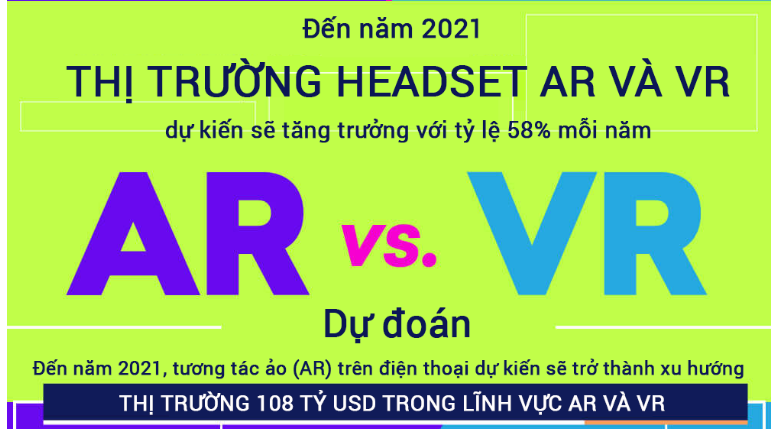 Đến năm 2021
THỊ TRƯỜNG HEADSET AR VÀ VR
dự kiến sẽ tăng trưởng với tỷ lệ 58% mỗi năm
AR vs. VR
Dự đoán
Đến năm 2021, tương tác ảo (AR) trên điện thoại dự kiến sẽ trở thành xu hướng
THỊ TRƯỜNG 108 TỶ USD TRONG LĨNH VỰC AR VÀ VR